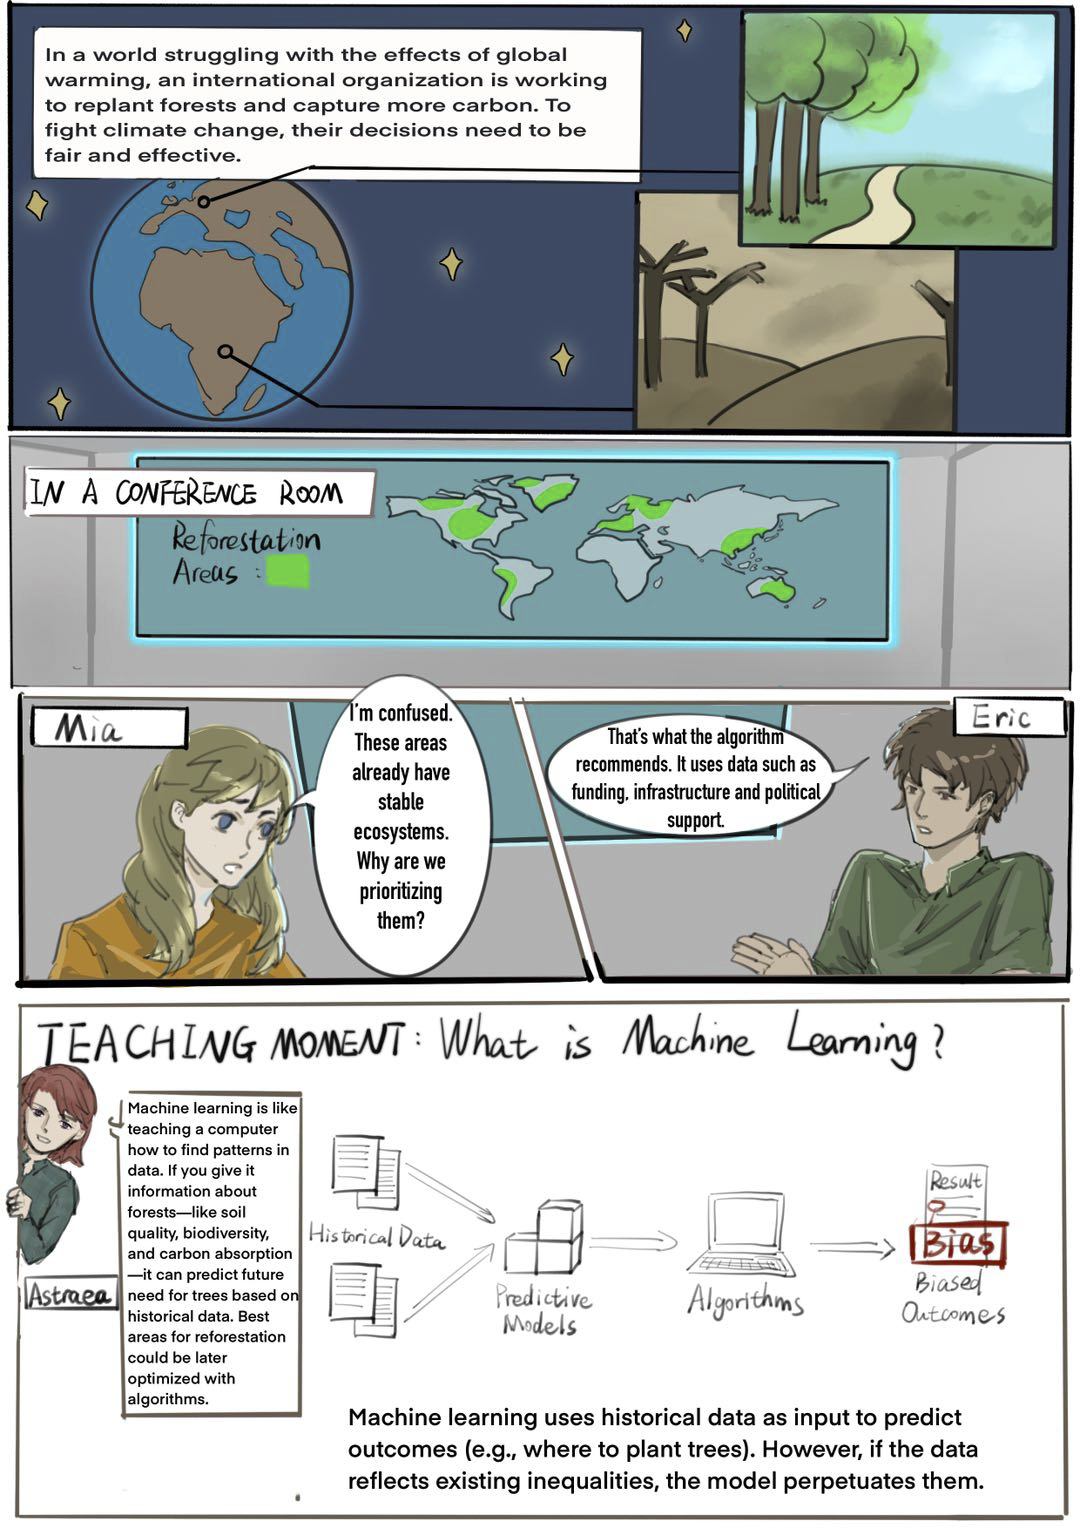 In a world struggling with the effects of global
warming, an international organization is working
to replant forests and capture more carbon. To
fight climate change, their decisions need to be
fair and effective.
IN A CONFERENCE ROOM
Reforestation
Areas :
Mia
I'm confused.
These areas
already have
stable
ecosystems.
Why are we
prioritizing
them?
Eric
That's what the algorithm
recommends. It uses data such as
funding, infrastructure and political
support.
TEACHING MOMENT: What is Machine Learning?
Astraea
Machine learning is like
teaching a computer
how to find patterns in
data. If you give it
information about
forests—like soil
quality, biodiversity,
and carbon absorption
—it can predict future
need for trees based on
historical data. Best
areas for reforestation
could be later
optimized with
algorithms.
Historical Data
Predictive
Models
Algorithms
Result
Bias
Biased
Outcomes
Machine learning uses historical data as input to predict
outcomes (e.g., where to plant trees). However, if the data
reflects existing inequalities, the model perpetuates them.